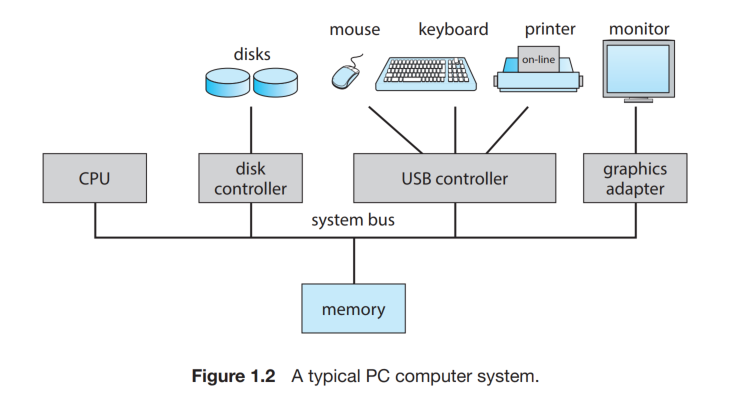 mouse
keyboard
printer
monitor
disks
on-line
CPU
disk
controller
USB controller
graphics
adapter
system bus
memory
Figure 1.2 A typical PC computer system.